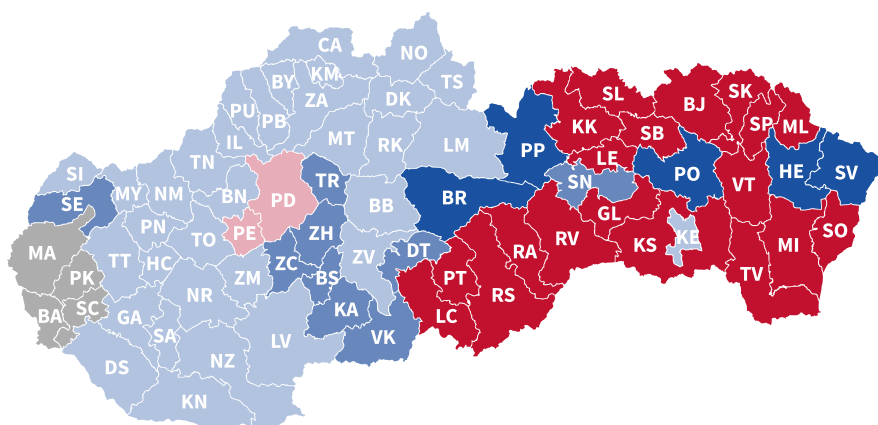 CA
NO
BY
KM
TS
ZA
DK
PU
PB
SL
SK
BJ
IL
MT
RK
LM
KK
SB
SP
ML
PP
TN
LE
SI
TR
SN
PO
HE
SV
VT
MY
NM
BN
PD
BR
SE
BB
GL
PN
TO
PE
ZH
RV
KS
KE
SO
MA
TT
HC
ZC
ZV
DT
RA
MI
PK
ZM
BS
PT
TV
NR
RS
BA
SC
GA
KA
LC
SA
LV
VK
DS
NZ
KN